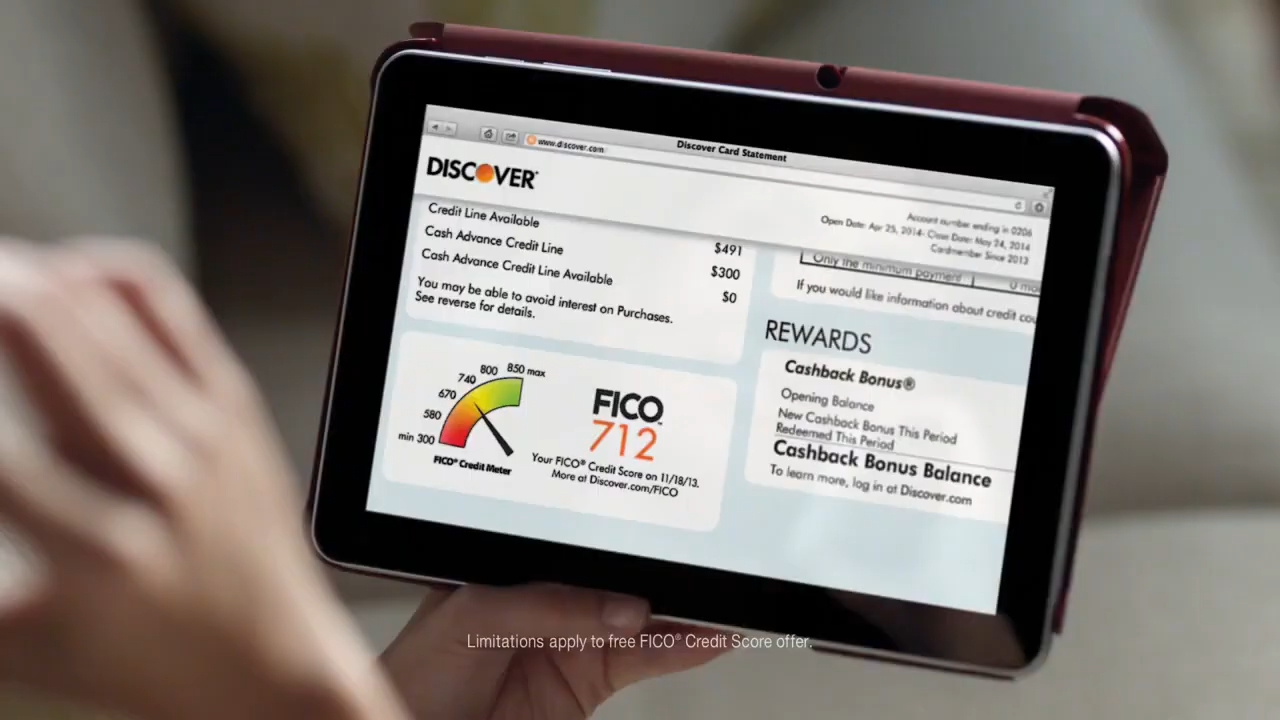 www.discover.com
Discover Card Statement
DISCOVER
Account number ending in 0206
Open Date: Apr 25, 2014- Close Date: May 24, 2014
Cardmember Since 2013
Credit Line Available
$491
Cash Advance Credit Line
$300
Cash Advance Credit Line Available
$0
You may be able to avoid interest on Purchases.
See reverse for details.
Only the minimum payment
If you would like information about credit
min 300
580
670
740
800
850 max
FICO® Credit Meter
FICO™
712
Your FICO® Credit Score on 11/18/13.
More at Discover.com/FICO
REWARDS
Cashback Bonus®
Opening Balance
New Cashback Bonus This Period
Redeemed This Period
Cashback Bonus Balance
To learn more, log in at Discover.com
Limitations apply to free FICO® Credit Score offer.